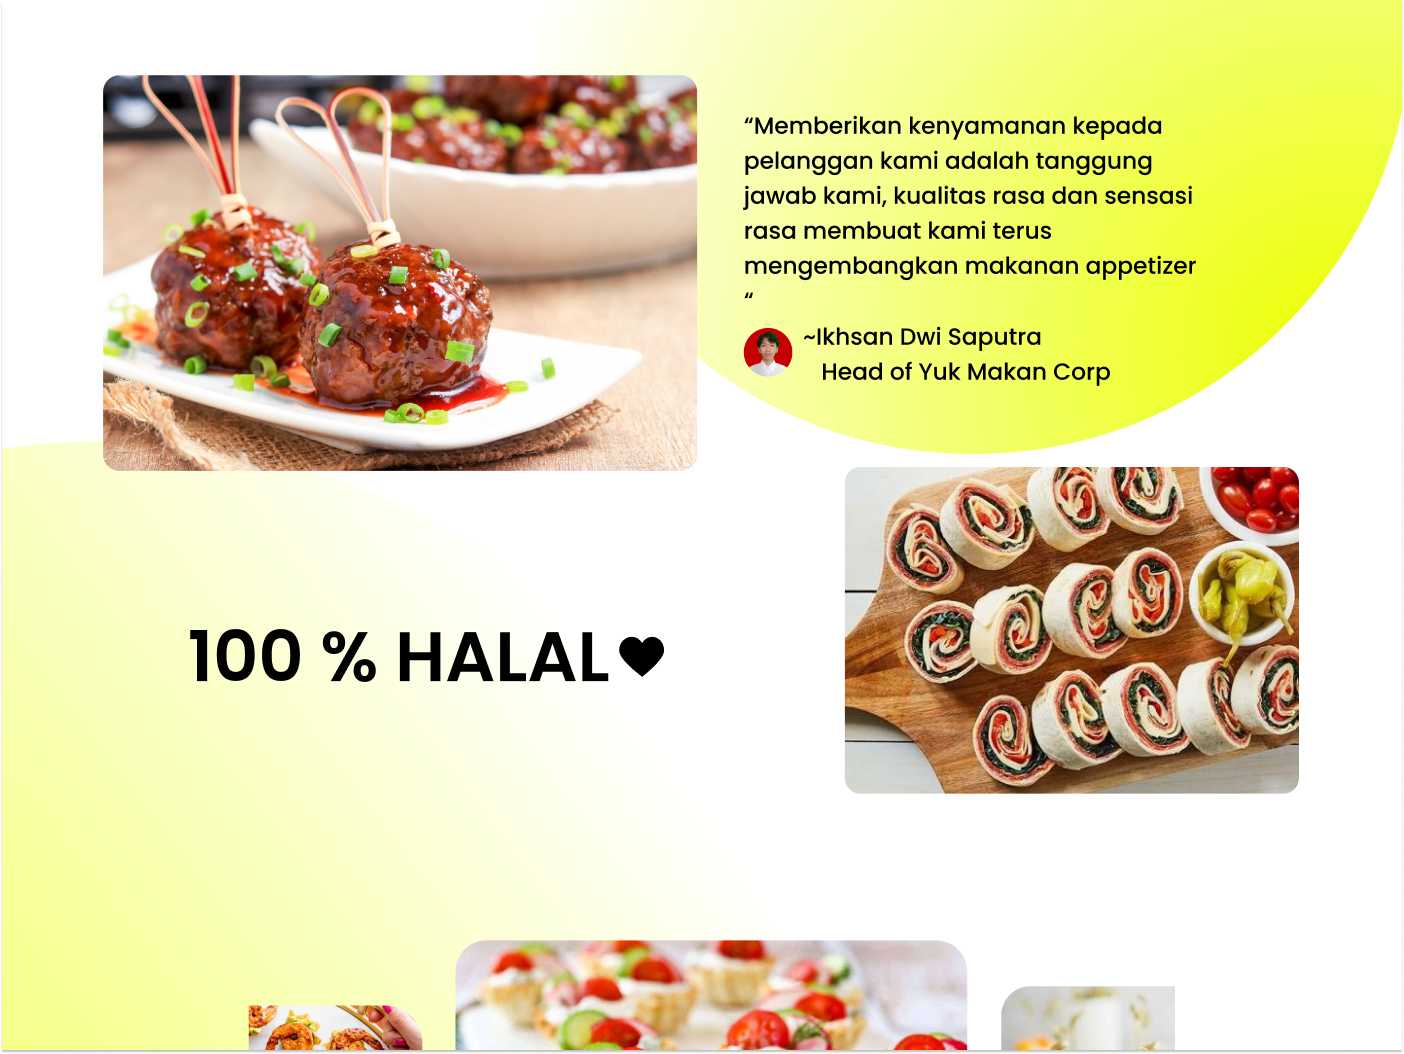 “Memberikan kenyamanan kepada
pelanggan kami adalah tanggung
jawab kami, kualitas rasa dan sensasi
rasa membuat kami terus
mengembangkan makanan appetizer
“
~Ikhsan Dwi Saputra
Head of Yuk Makan Corp
100 % HALAL